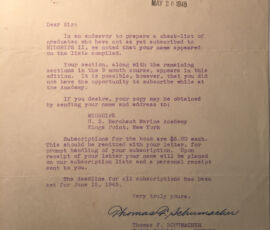 MAY 26 1945
Dear Sir:
In an endeavor to prepare a check-list of
graduates who have not as yet subscribed to
MIDSHIPS II, we noted that your name appeared
on the lists compiled.
Your section, along with the remaining
sections in the 9 month course, appears in this
edition. It is possible, however, that you did
not have the opportunity to subscribe while at
the Academy.
If you desire, your copy may be obtained
by sending your name and address to:
MIDSHIPS
U. S. Merchant Marine Academy
Kings Point, New York
Subscriptions for the book are $5.00 each.
This should be remitted with your letter, for
prompt handling of your subscription. Upon
receipt of your letter your name will be placed
on our subscription lists and a personal receipt
sent to you.
The deadline for all subscriptions has been
set for June 15, 1945.
Very truly yours,
Thomas P. Schumacher
Thomas P. SCHUMACHER